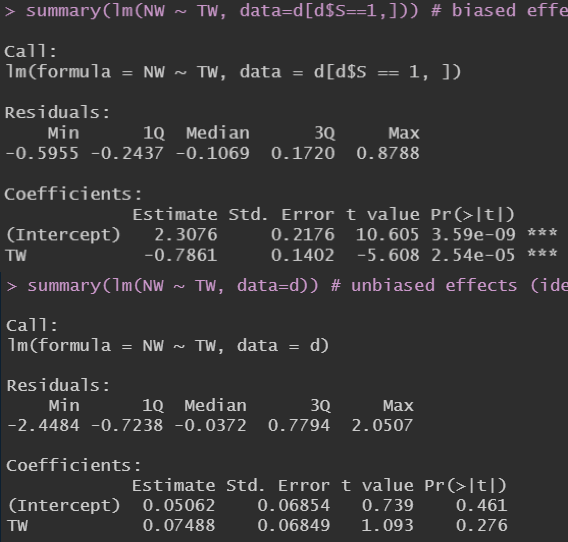 > summary(lm(NW ~ TW, data=d[d$S==1,])) # biased effe
Call:
lm(formula = NW ~ TW, data = d[d$S == 1, ])
Residuals:
    Min      1Q  Median      3Q     Max
-0.5955 -0.2437 -0.1069  0.1720  0.8788
Coefficients:
            Estimate Std. Error t value Pr(>|t|)
(Intercept)   2.3076     0.2176  10.605 3.59e-09 ***
TW           -0.7861     0.1402  -5.608 2.54e-05 ***
> summary(lm(NW ~ TW, data=d)) # unbiased effects (ide
Call:
lm(formula = NW ~ TW, data = d)
Residuals:
    Min      1Q  Median      3Q     Max
-2.4484 -0.7238 -0.0372  0.7794  2.0507
Coefficients:
            Estimate Std. Error t value Pr(>|t|)
(Intercept)  0.05062    0.06854   0.739    0.461
TW           0.07488    0.06849   1.093    0.276